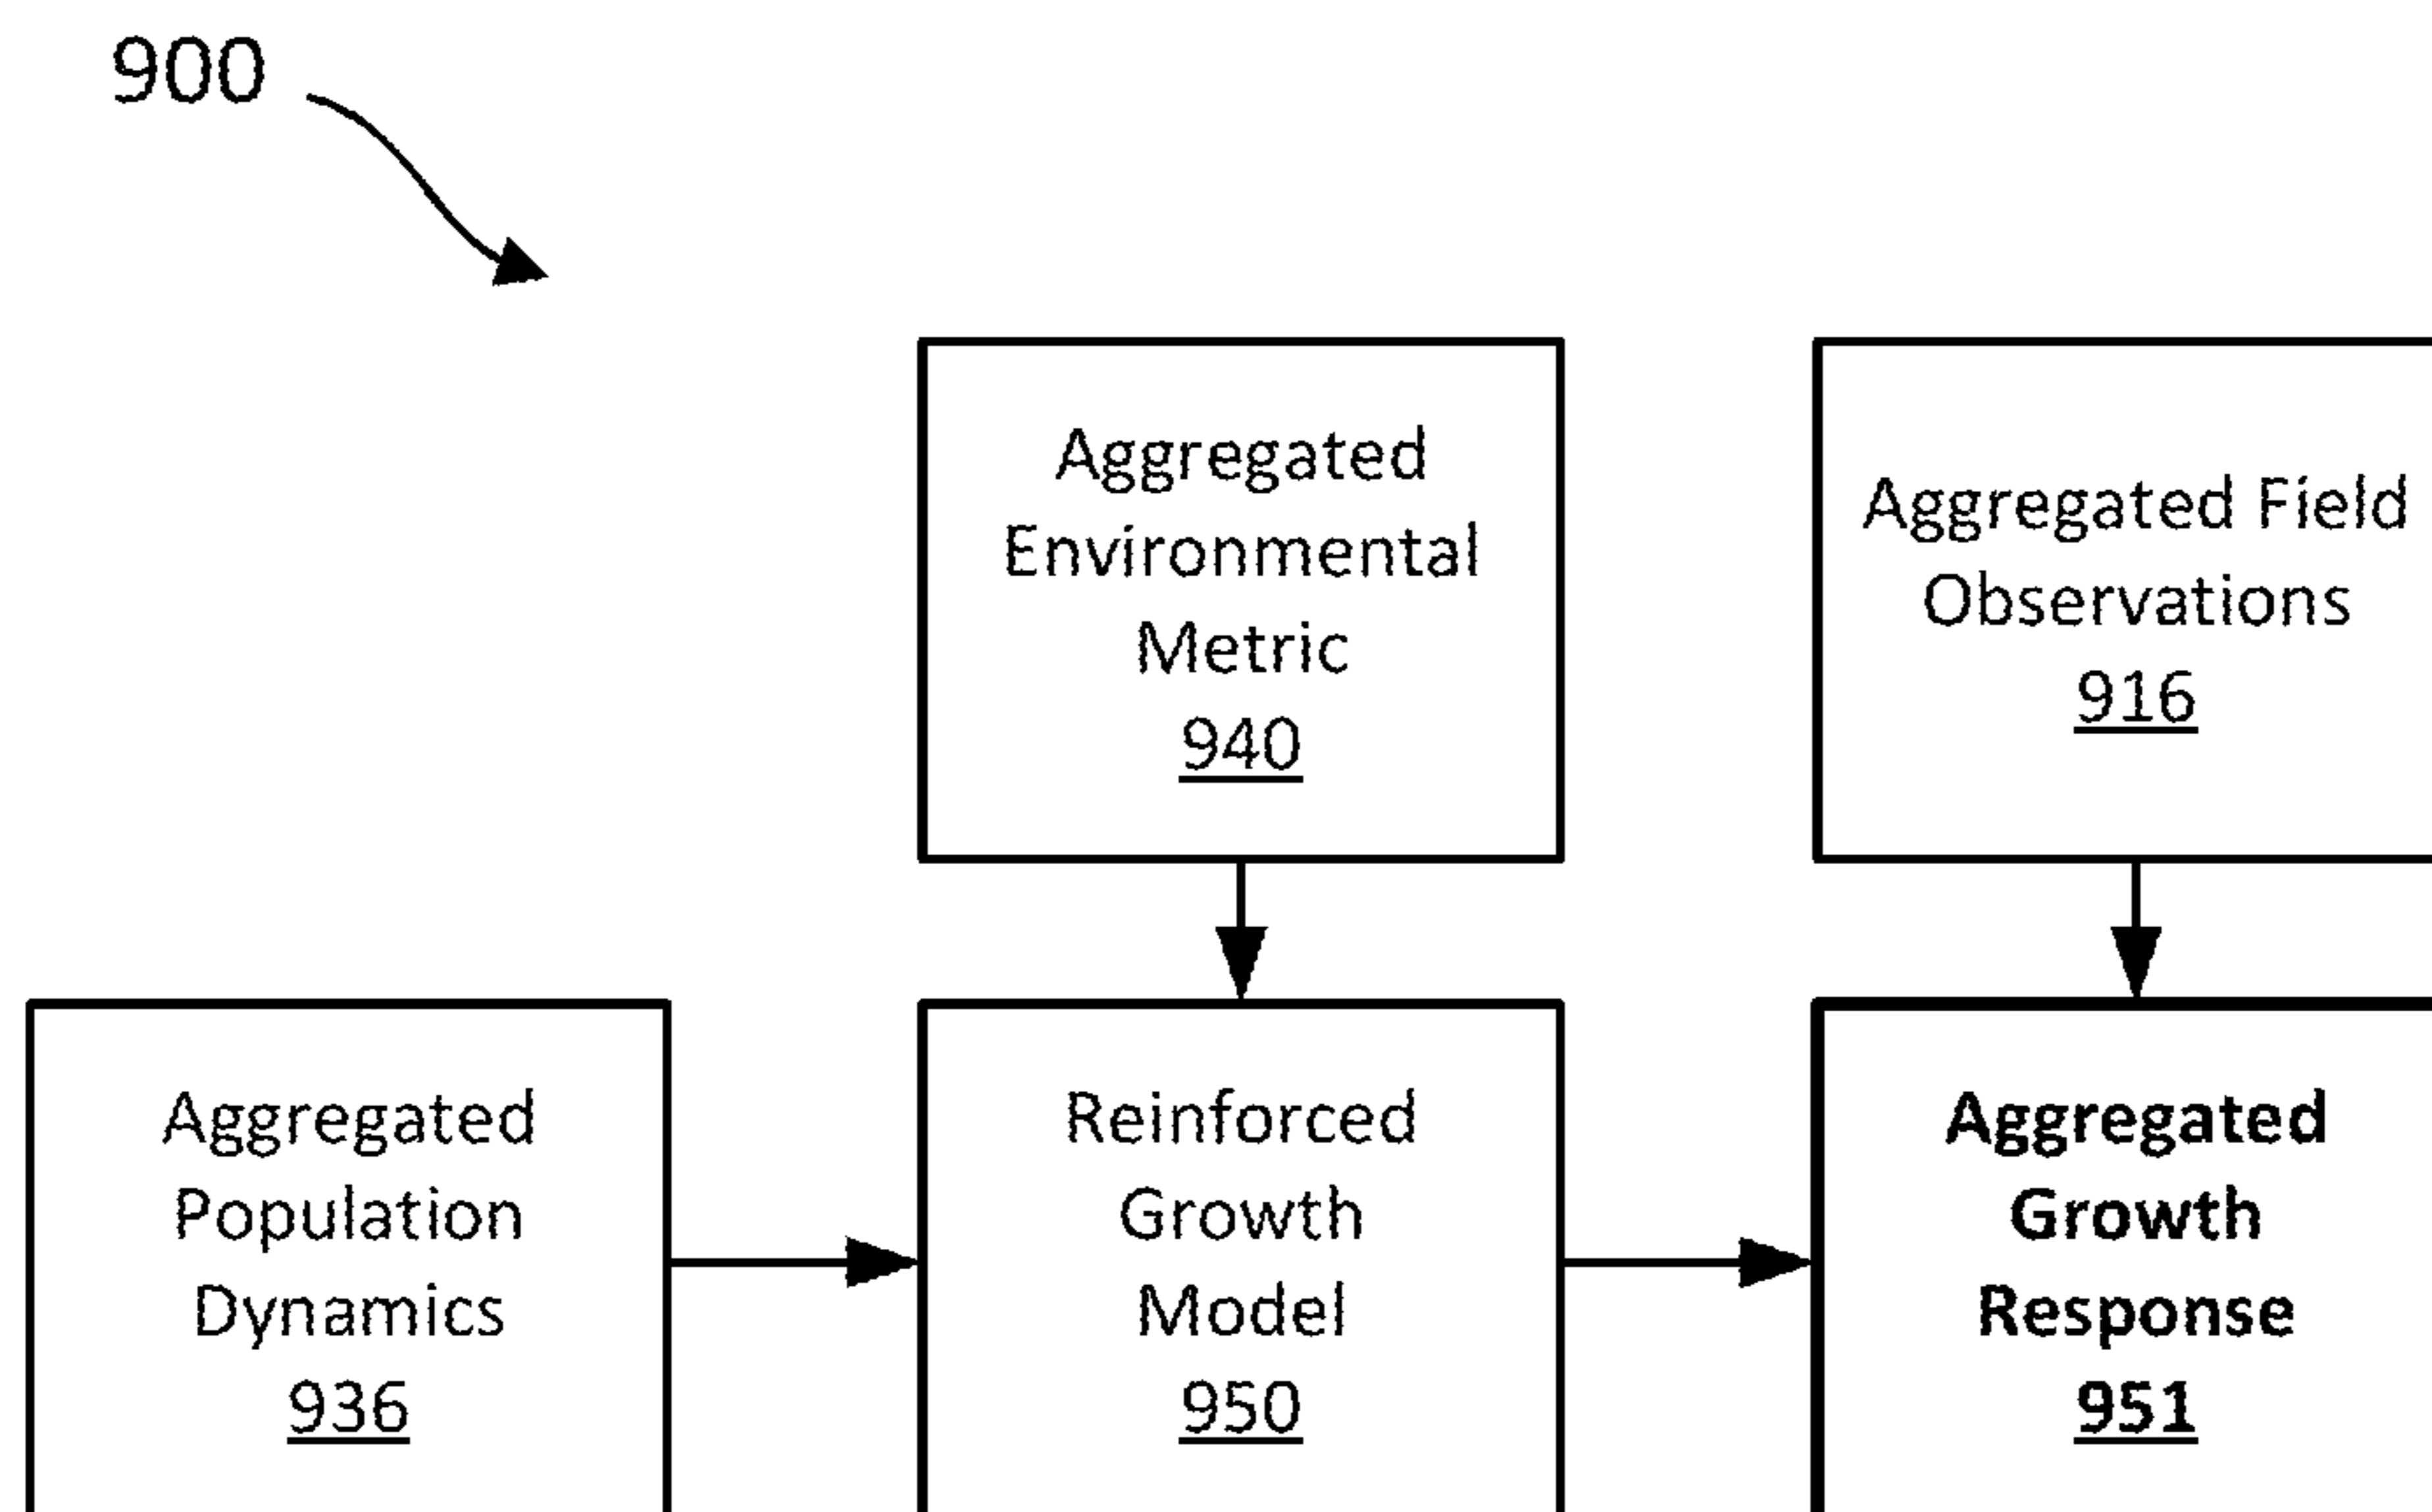 900
Aggregated
Environmental
Metric
940
Aggregated Field
Observations
916
Aggregated
Population
Dynamics
936
Reinforced
Growth
Model
950
Aggregated
Growth
Response
951